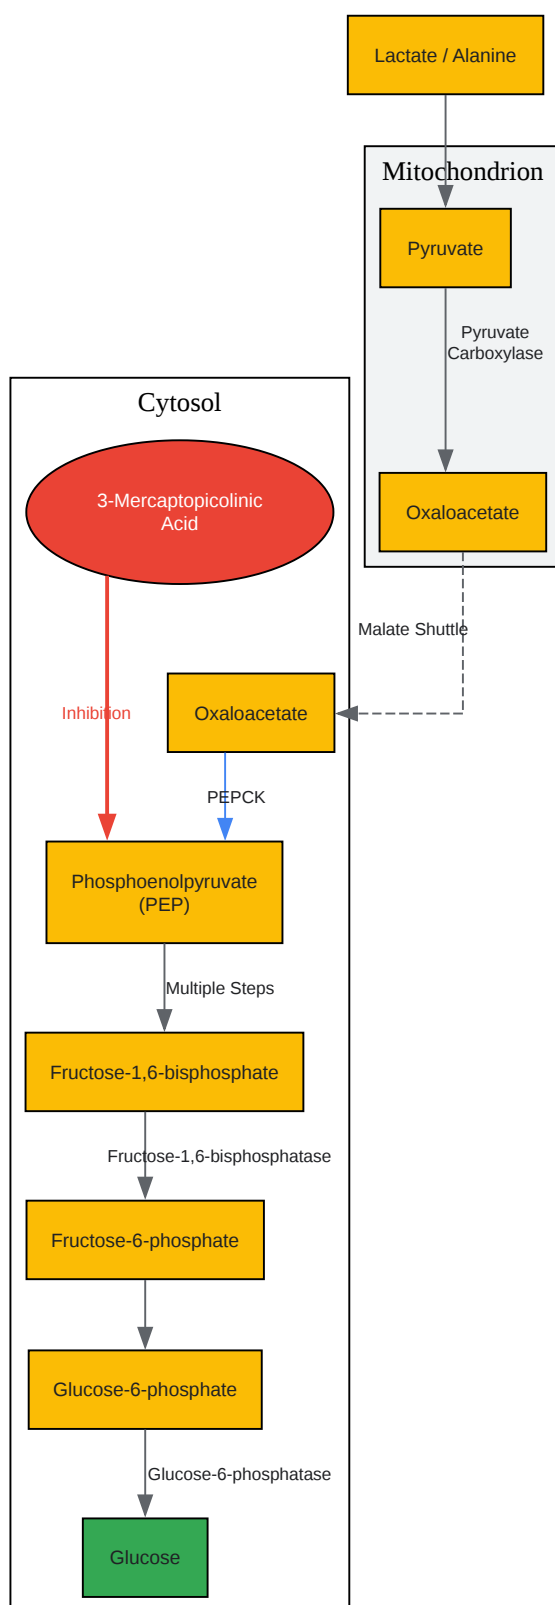 Lactate / Alanine
Mitochondrion
Pyruvate
Pyruvate
Carboxylase
Cytosol
3-Mercaptopicolinic
Acid
Oxaloacetate
Malate Shuttle
Inhibition
Oxaloacetate
PEPCK
Phosphoenolpyruvate
(PEP)
Multiple Steps
Fructose-1,6-bisphosphate
Fructose-1,6-bisphosphatase
Fructose-6-phosphate
Glucose-6-phosphate
Glucose-6-phosphatase
Glucose